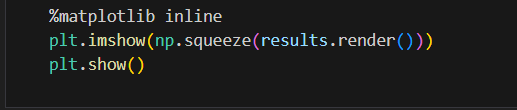 %matplotlib inline
plt.imshow(np.squeeze(results.render()))
plt.show()